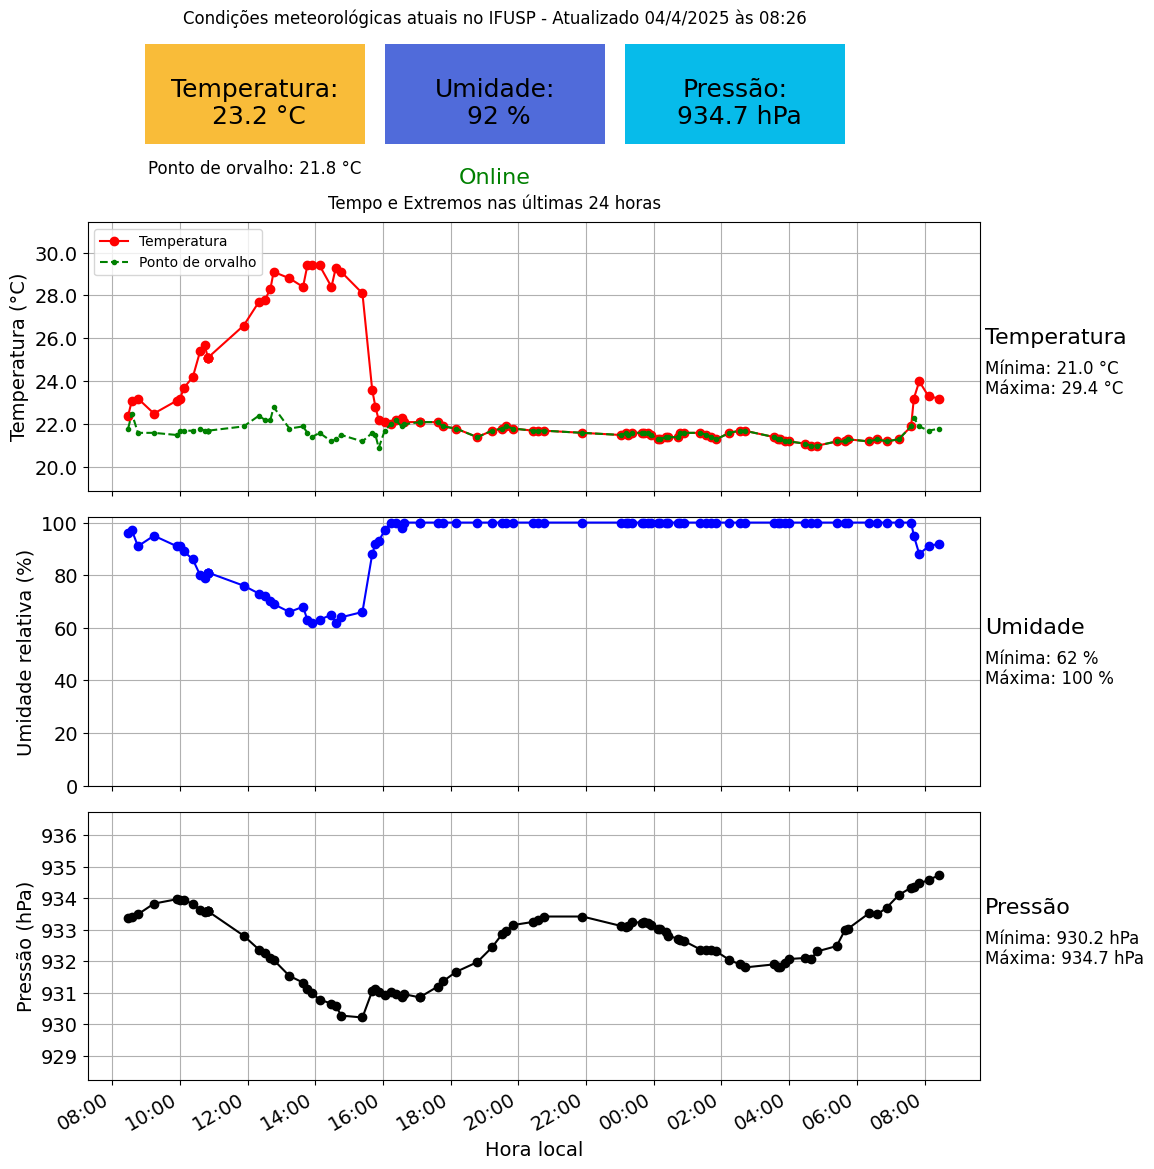 Condições meteorológicas atuais no IFUSP - Atualizado 04/4/2025 às 08:26
Temperatura:
23.2 °C
Umidade:
92 %
Pressão:
934.7 hPa
Ponto de orvalho: 21.8 °C
Online
Tempo e Extremos nas últimas 24 horas
Temperatura (°C)
30.0
28.0
26.0
24.0
22.0
20.0
Temperatura
Ponto de orvalho
Temperatura
Mínima: 21.0 °C
Máxima: 29.4 °C
Umidade relativa (%)
100
80
60
40
20
0
Umidade
Mínima: 62 %
Máxima: 100 %
Pressão (hPa)
936
935
934
933
932
931
930
929
Pressão
Mínima: 930.2 hPa
Máxima: 934.7 hPa
08:00 10:00 12:00 14:00 16:00 18:00 20:00 22:00 00:00 02:00 04:00 06:00 08:00
Hora local